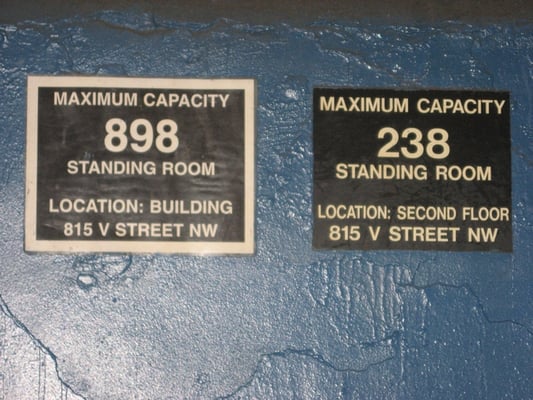 MAXIMUM CAPACITY
898
STANDING ROOM
LOCATION: BUILDING
815 V STREET NW
MAXIMUM CAPACITY
238
STANDING ROOM
LOCATION: SECOND FLOOR
815 V STREET NW